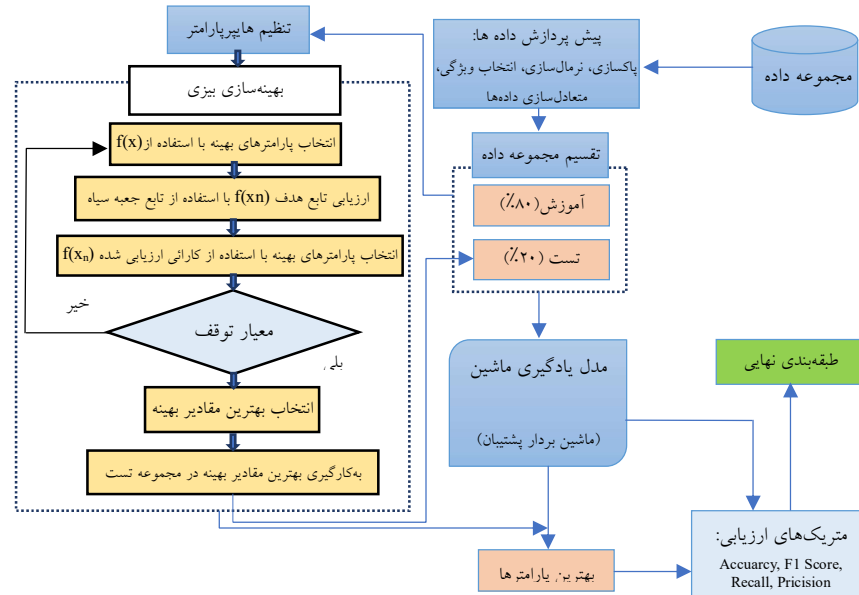 مجموعه داده
پیش پردازش داده ها:
پاکسازی، نرمال‌سازی، انتخاب ویژگی،
متعادل‌سازی داده‌ها
تقسیم مجموعه داده
آموزش(۸۰٪)
تست (۲۰٪)
تنظیم هایپرپارامتر
بهینه‌سازی بیزی
انتخاب پارامترهای بهینه با استفاده از f(x)
ارزیابی تابع هدف f(xn) با استفاده از تابع جعبه سیاه
انتخاب پارامترهای بهینه با استفاده از کارائی ارزیابی شده f(xₙ)
معیار توقف
خیر
بلی
انتخاب بهترین مقادیر بهینه
به‌کارگیری بهترین مقادیر بهینه در مجموعه تست
مدل یادگیری ماشین
(ماشین بردار پشتیبان)
بهترین پارامترها
متریک‌های ارزیابی:
Accuarcy, F1 Score,
Recall, Pricision
طبقه‌بندی نهایی